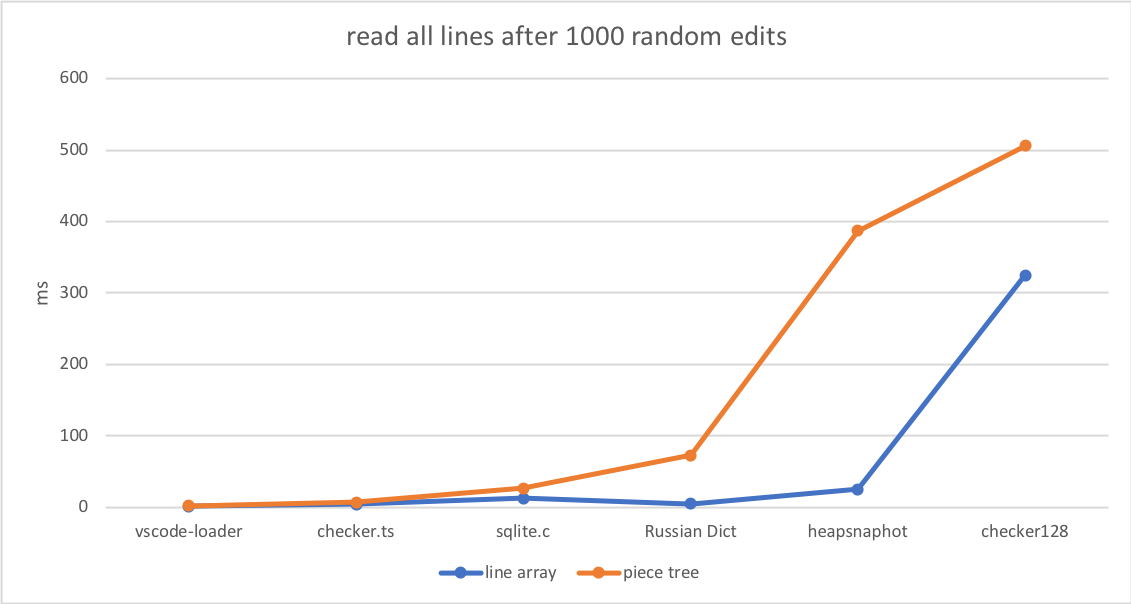 read all lines after 1000 random edits
600
500
400
300
200
100
0
ms
vscode-loader checker.ts sqlite.c Russian Dict heapsnaphot checker128
line array piece tree